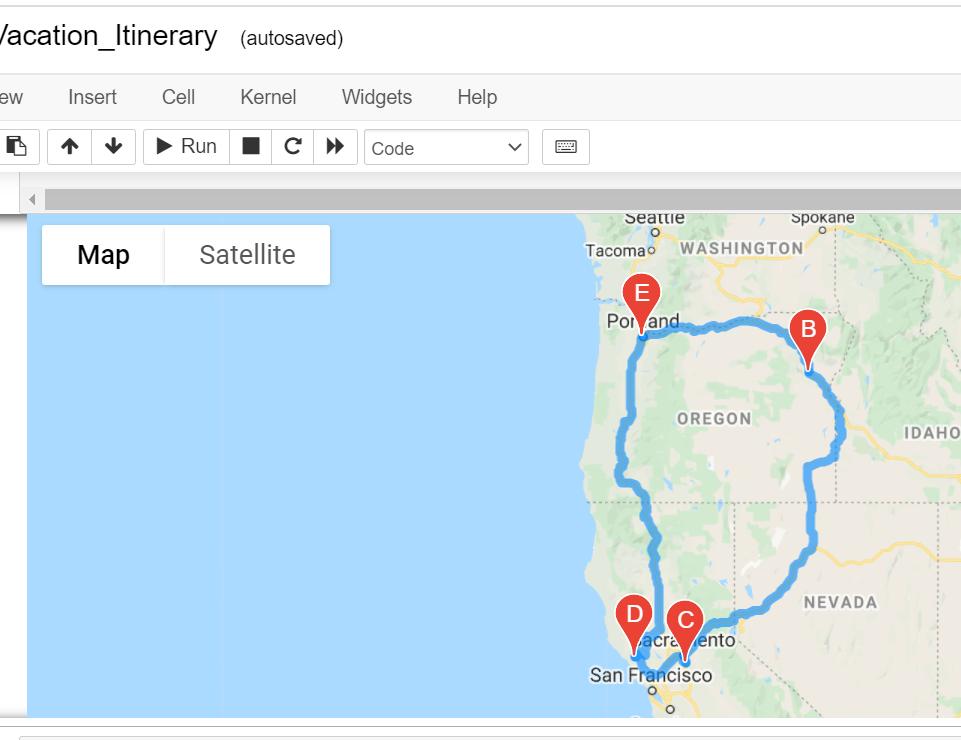 Vacation_Itinerary (autosaved)
ew Insert Cell Kernel Widgets Help
Run Code
Map Satellite
Seattle Spokane
Tacoma WASHINGTON
E
Portland B
OREGON
IDAHO
NEVADA
D C
Sacramento
San Francisco